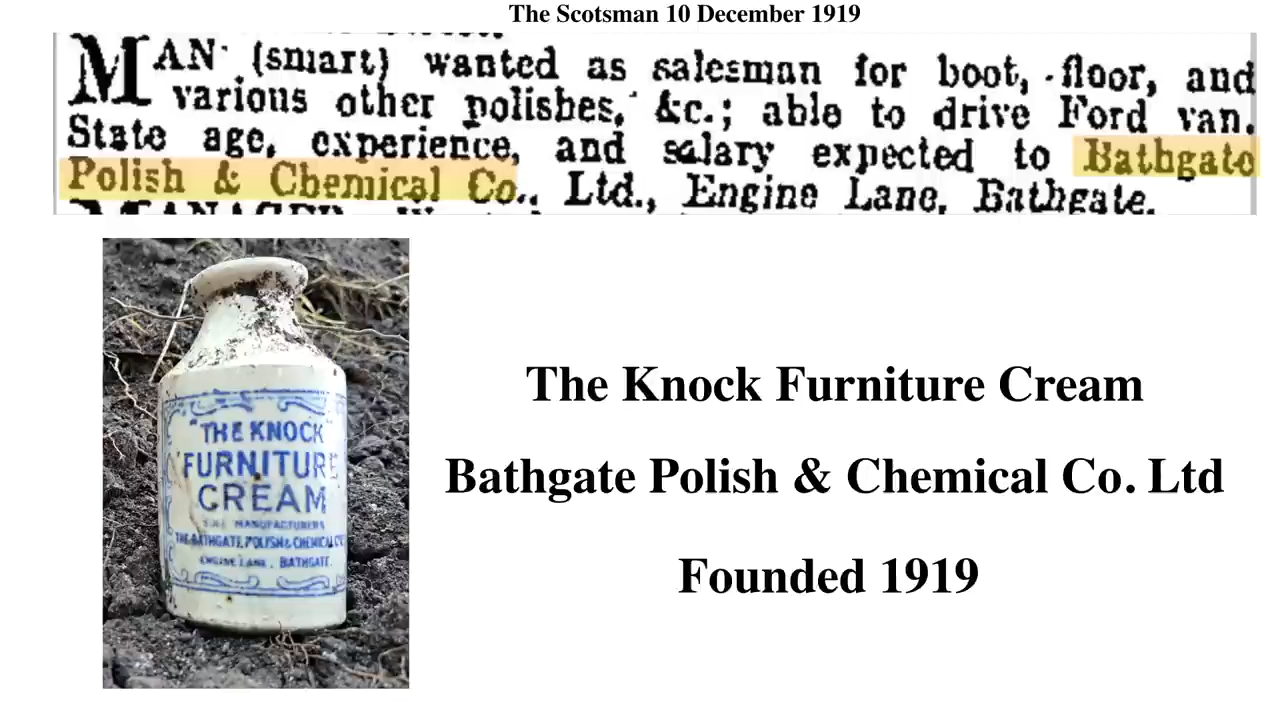 The Scotsman 10 December 1919
MAN (smart) wanted as salesman for boot, floor, and
various other polishes, &c.; able to drive Ford van.
State age, experience, and salary expected to Bathgate
Polish & Chemical Co., Ltd., Engine Lane, Bathgate.
MANAGER
"THE KNOCK"
FURNITURE
CREAM
MANUFACTURERS
THE BATHGATE POLISH & CHEMICAL CO
ENGINE LANE, BATHGATE.
The Knock Furniture Cream
Bathgate Polish & Chemical Co. Ltd
Founded 1919